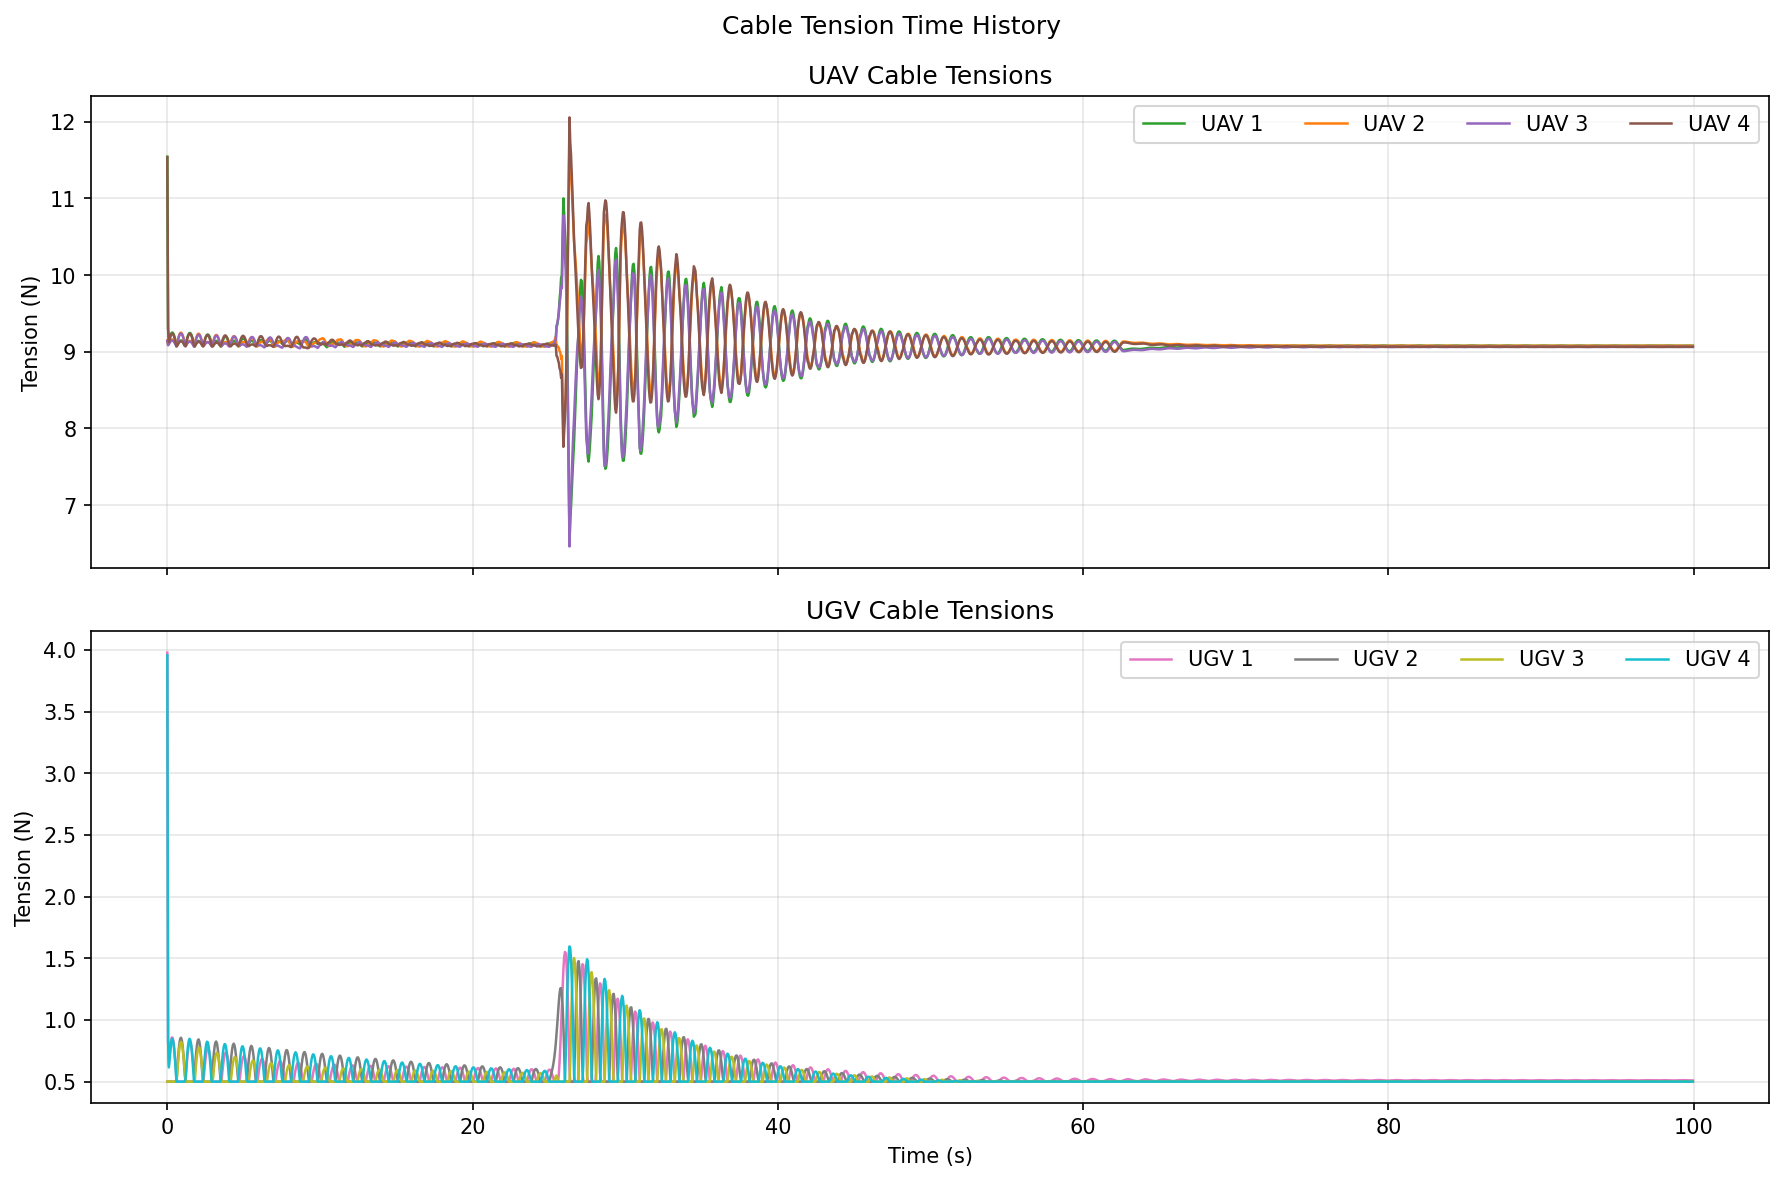 Cable Tension Time History
UAV Cable Tensions
UAV 1 UAV 2 UAV 3 UAV 4
12
11
10
9
8
7
Tension (N)
UGV Cable Tensions
UGV 1 UGV 2 UGV 3 UGV 4
4.0
3.5
3.0
2.5
2.0
1.5
1.0
0.5
Tension (N)
0 20 40 60 80 100
Time (s)